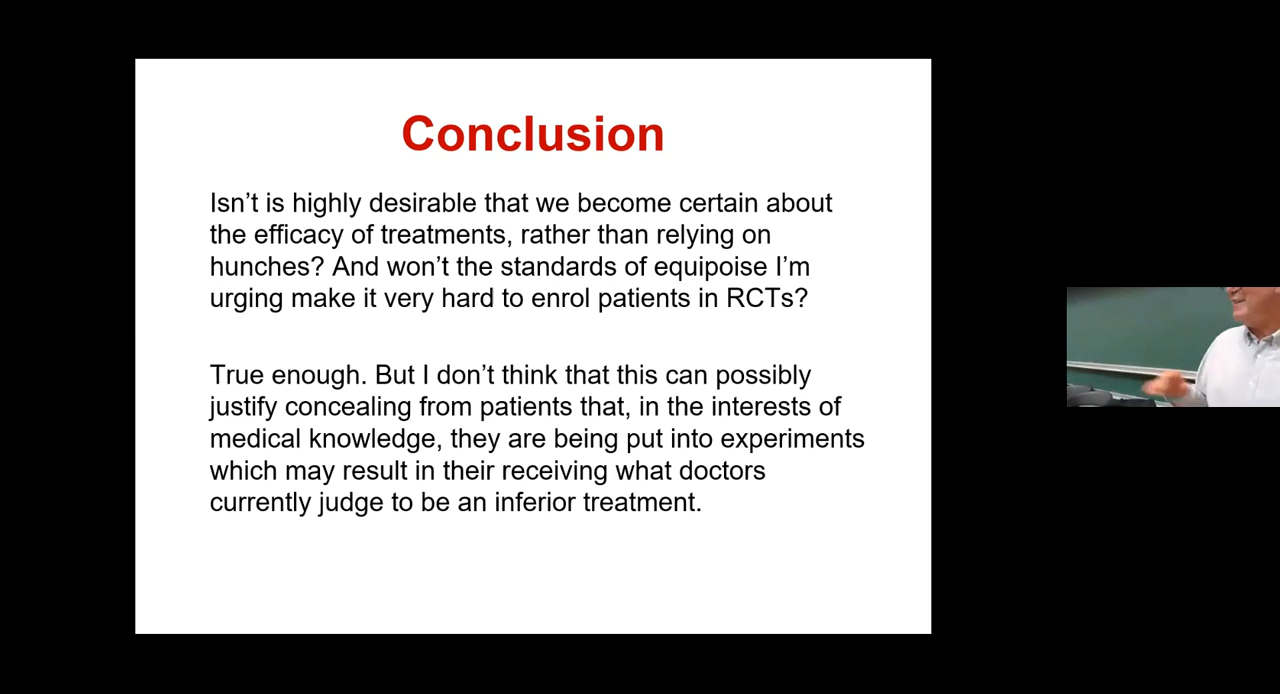 Conclusion
Isn’t is highly desirable that we become certain about
the efficacy of treatments, rather than relying on
hunches? And won’t the standards of equipoise I’m
urging make it very hard to enrol patients in RCTs?
True enough. But I don’t think that this can possibly
justify concealing from patients that, in the interests of
medical knowledge, they are being put into experiments
which may result in their receiving what doctors
currently judge to be an inferior treatment.